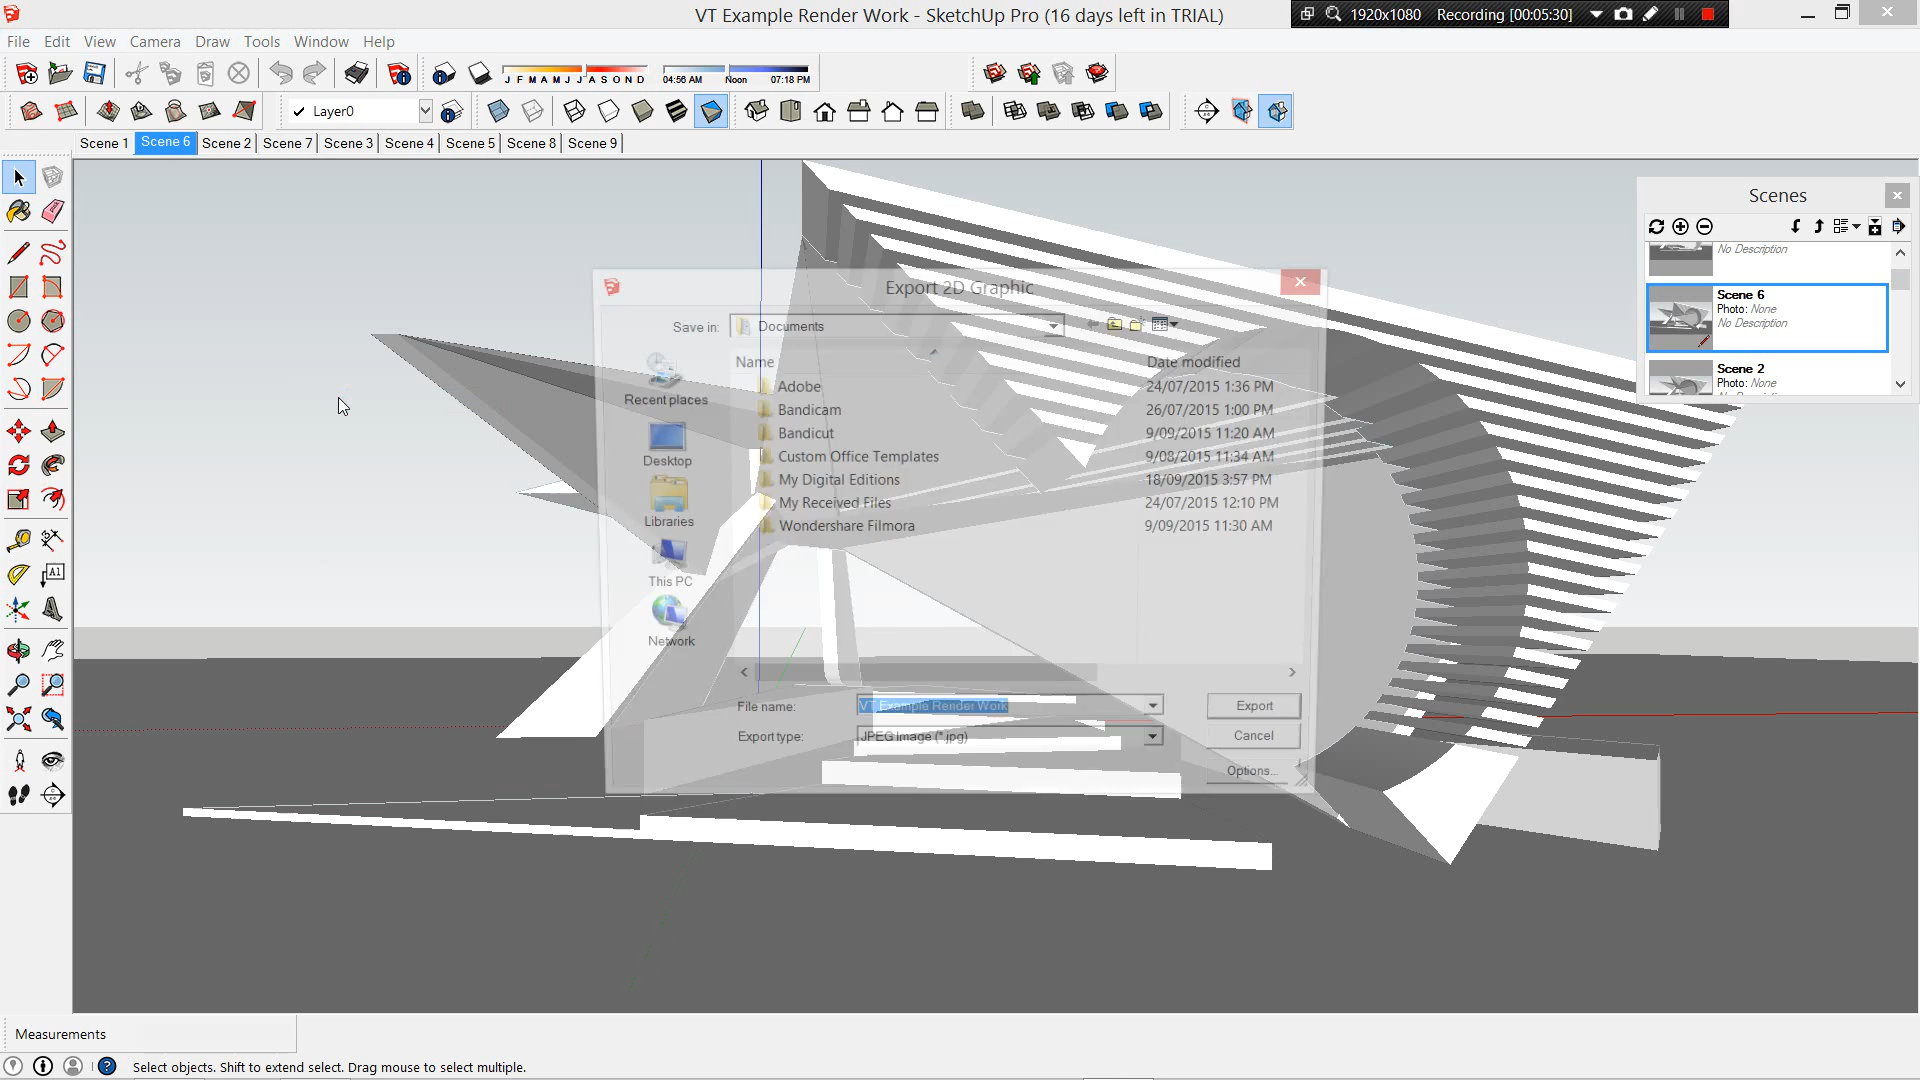 VT Example Render Work - SketchUp Pro (16 days left in TRIAL)
1920x1080 Recording [00:05:30]
File Edit View Camera Draw Tools Window Help
J F M A M J J A S O N D 04:56 AM Noon 07:18 PM
Layer0
Scene 1 Scene 6 Scene 2 Scene 7 Scene 3 Scene 4 Scene 5 Scene 8 Scene 9
Scenes
No Description
Scene 6
Photo: None
No Description
Scene 2
Photo: None
Export 2D Graphic
Save in: Documents
Name Date modified
Adobe 24/07/2015 1:36 PM
Bandicam 26/07/2015 1:00 PM
Bandicut 9/09/2015 11:20 AM
Custom Office Templates 9/08/2015 11:34 AM
My Digital Editions 18/09/2015 3:57 PM
My Received Files 24/07/2015 12:10 PM
Wondershare Filmora 9/09/2015 11:30 AM
Recent places
Desktop
Libraries
This PC
Network
File name: VT Example Render Work Export
Export type: JPEG Image (*.jpg) Cancel
Options...
A1
Measurements
Select objects. Shift to extend select. Drag mouse to select multiple.